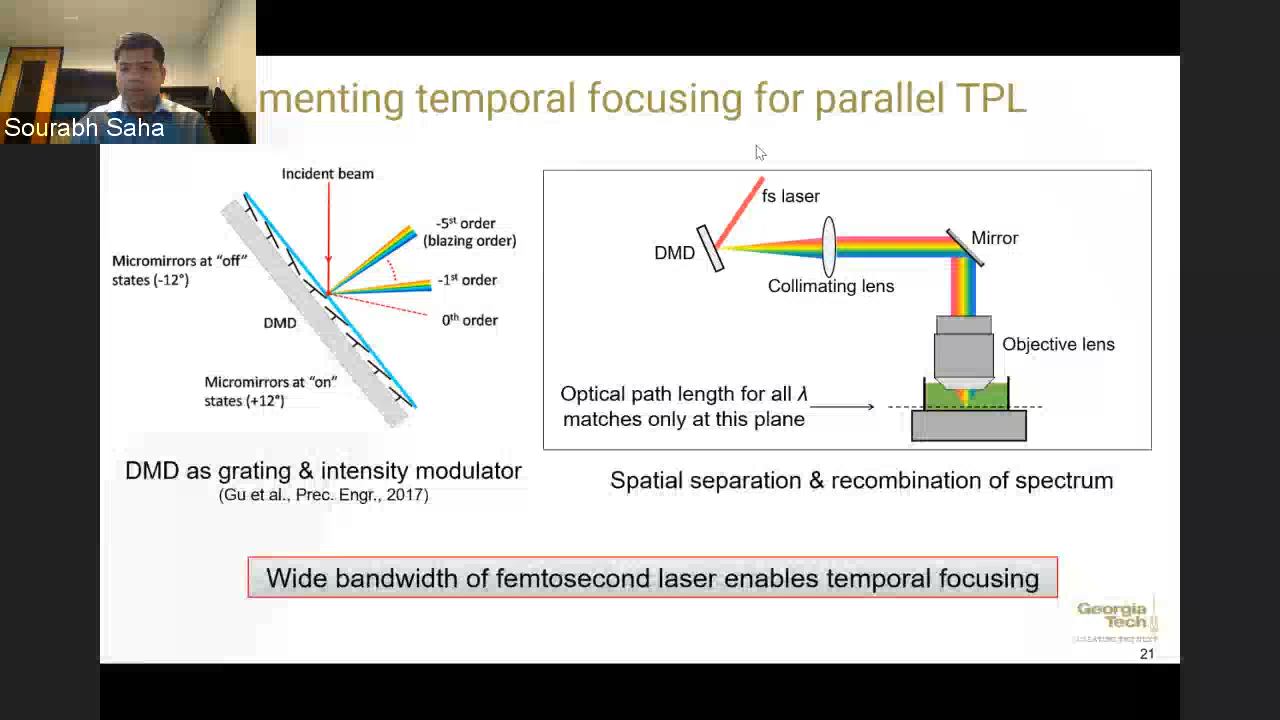 Sourabh Saha
menting temporal focusing for parallel TPL
Incident beam
-5st order
(blazing order)
-1st order
0th order
Micromirrors at “off”
states (-12°)
DMD
Micromirrors at “on”
states (+12°)
DMD as grating & intensity modulator
(Gu et al., Prec. Engr., 2017)
fs laser
DMD
Mirror
Collimating lens
Objective lens
Optical path length for all λ
matches only at this plane
Spatial separation & recombination of spectrum
Wide bandwidth of femtosecond laser enables temporal focusing
Georgia
Tech
21